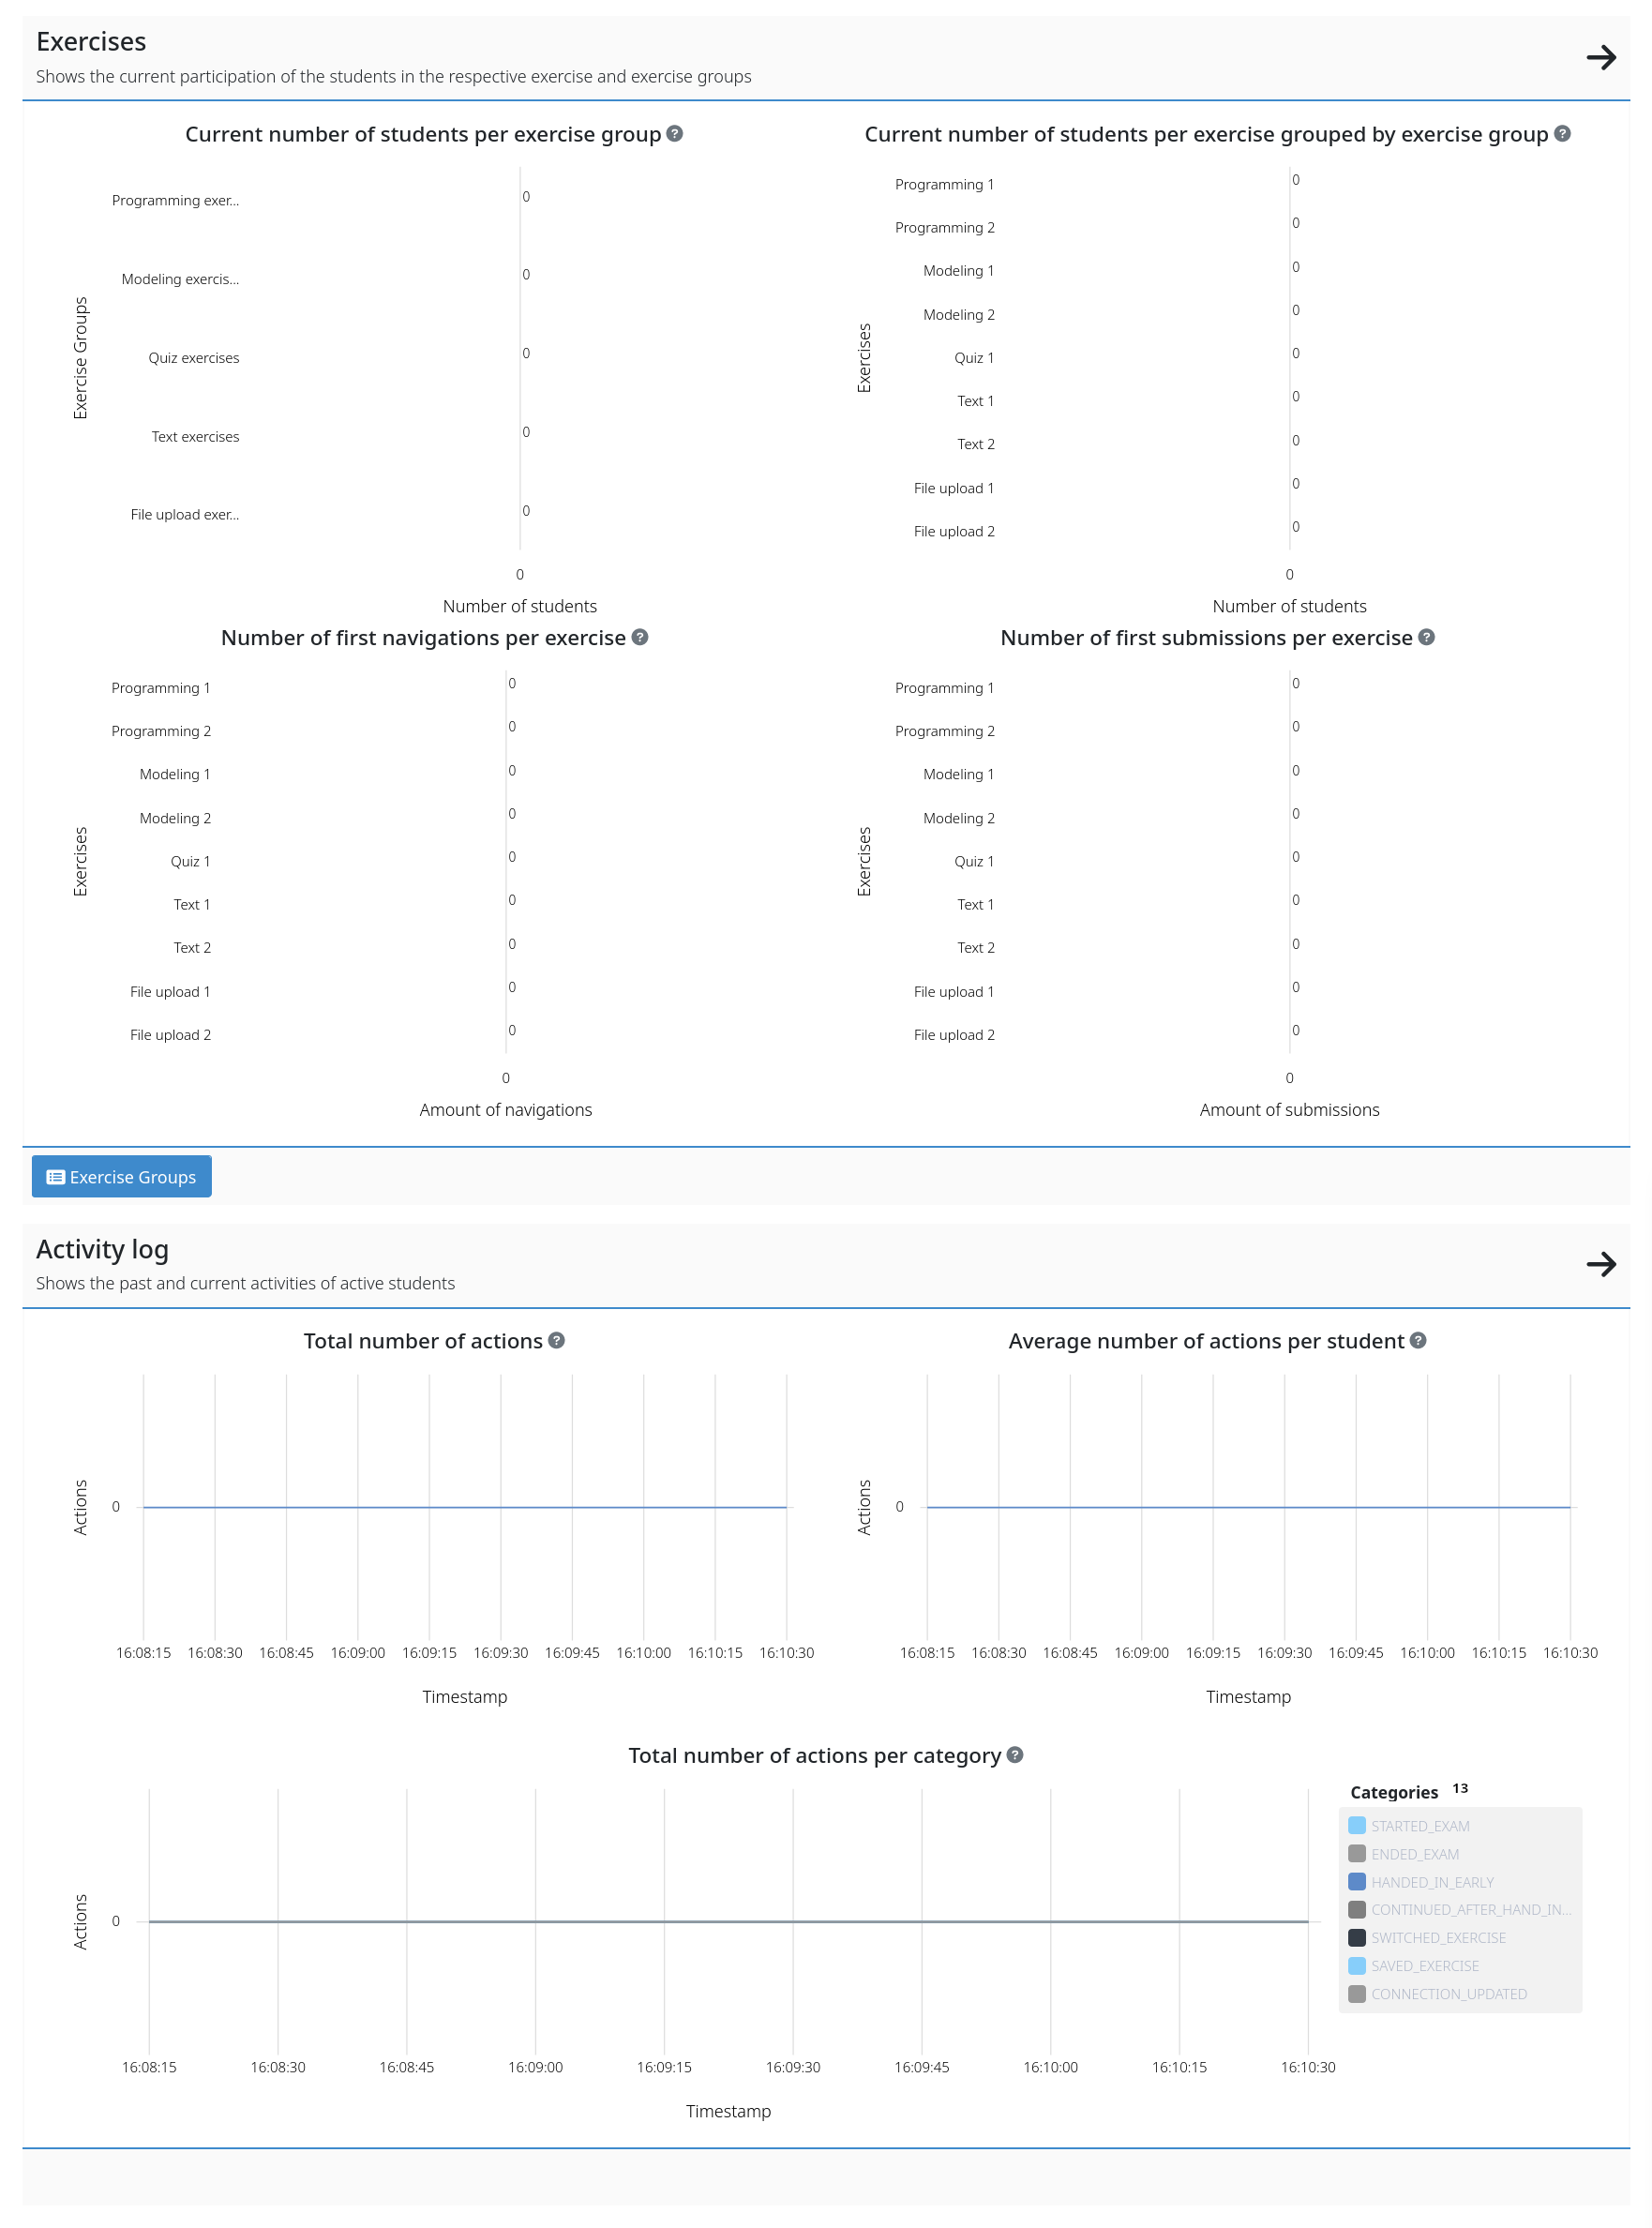 Exercises
Shows the current participation of the students in the respective exercise and exercise groups
Current number of students per exercise group ?
Exercise Groups
Programming exer... 0
Modeling exercis... 0
Quiz exercises 0
Text exercises 0
File upload exer... 0
0
Number of students
Current number of students per exercise grouped by exercise group ?
Exercises
Programming 1 0
Programming 2 0
Modeling 1 0
Modeling 2 0
Quiz 1 0
Text 1 0
Text 2 0
File upload 1 0
File upload 2 0
0
Number of students
Number of first navigations per exercise ?
Exercises
Programming 1 0
Programming 2 0
Modeling 1 0
Modeling 2 0
Quiz 1 0
Text 1 0
Text 2 0
File upload 1 0
File upload 2 0
0
Amount of navigations
Number of first submissions per exercise ?
Exercises
Programming 1 0
Programming 2 0
Modeling 1 0
Modeling 2 0
Quiz 1 0
Text 1 0
Text 2 0
File upload 1 0
File upload 2 0
0
Amount of submissions
Exercise Groups
Activity log
Shows the past and current activities of active students
Total number of actions ?
Actions
0
16:08:15 16:08:30 16:08:45 16:09:00 16:09:15 16:09:30 16:09:45 16:10:00 16:10:15 16:10:30
Timestamp
Average number of actions per student ?
Actions
0
16:08:15 16:08:30 16:08:45 16:09:00 16:09:15 16:09:30 16:09:45 16:10:00 16:10:15 16:10:30
Timestamp
Total number of actions per category ?
Actions
0
16:08:15 16:08:30 16:08:45 16:09:00 16:09:15 16:09:30 16:09:45 16:10:00 16:10:15 16:10:30
Timestamp
Categories 13
STARTED_EXAM
ENDED_EXAM
HANDED_IN_EARLY
CONTINUED_AFTER_HAND_IN...
SWITCHED_EXERCISE
SAVED_EXERCISE
CONNECTION_UPDATED